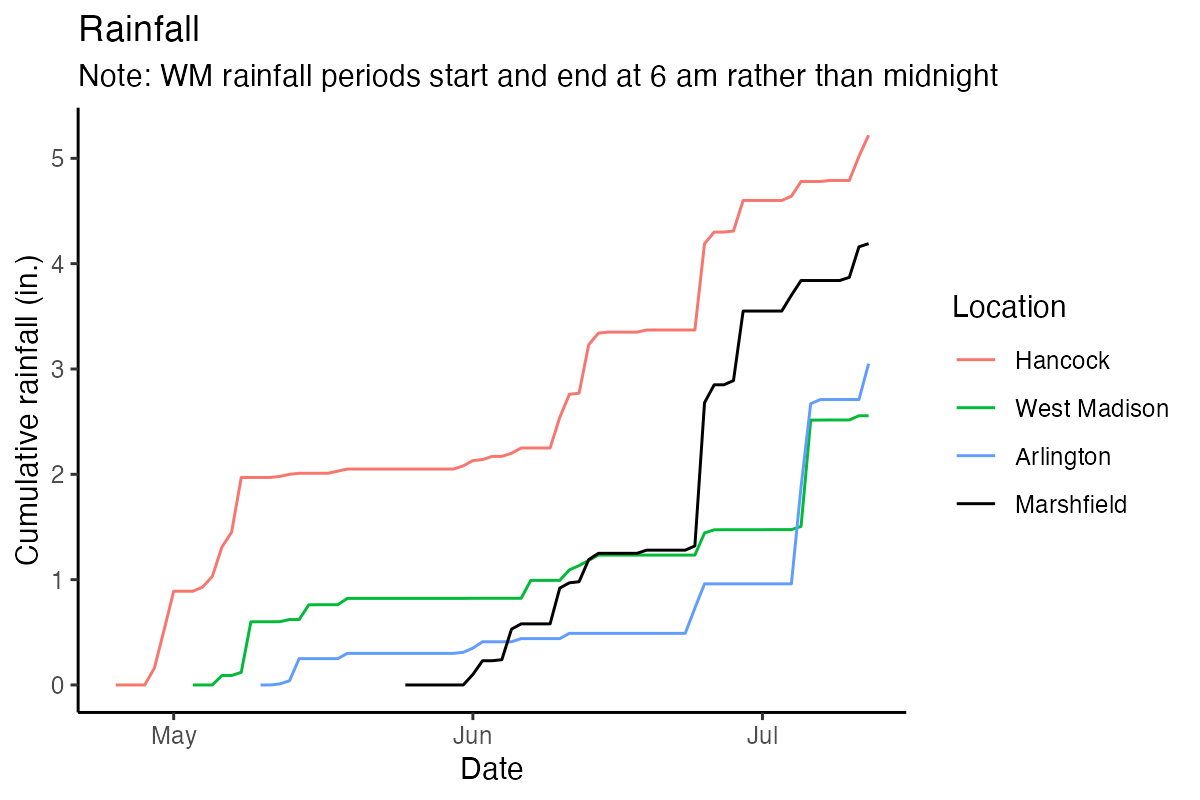 Rainfall
Note: WM rainfall periods start and end at 6 am rather than midnight
Cumulative rainfall (in.)
5
4
3
2
1
0
May
Jun
Jul
Date
Location
Hancock
West Madison
Arlington
Marshfield